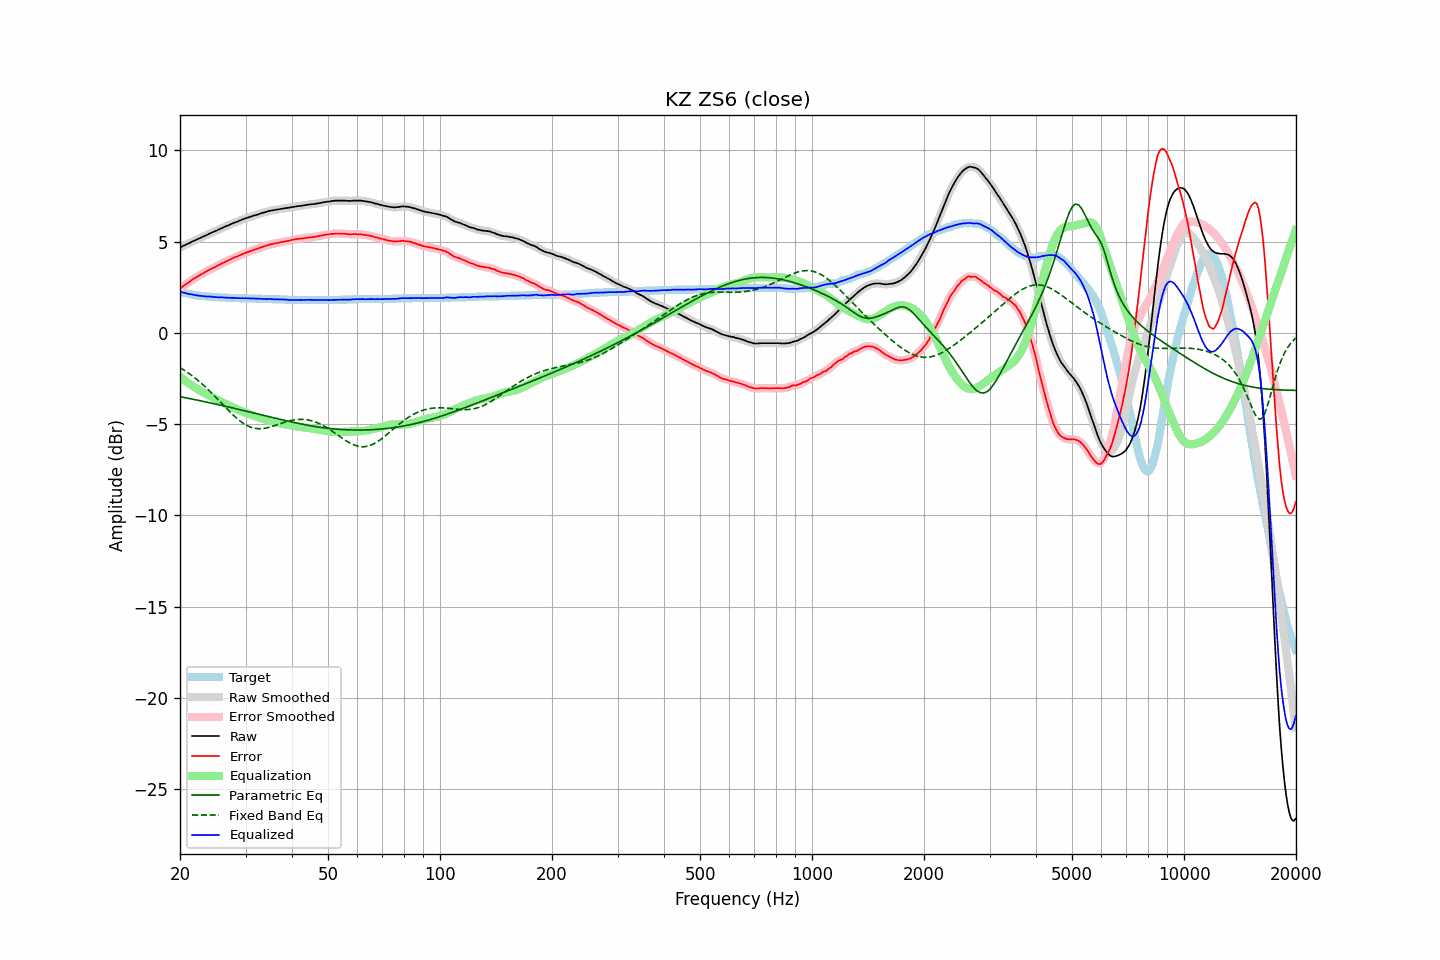 KZ ZS6 (close)
Amplitude (dBr)
10
5
0
−5
−10
−15
−20
−25
Target
Raw Smoothed
Error Smoothed
Raw
Error
Equalization
Parametric Eq
Fixed Band Eq
Equalized
20 50 100 200 500 1000 2000 5000 10000 20000
Frequency (Hz)